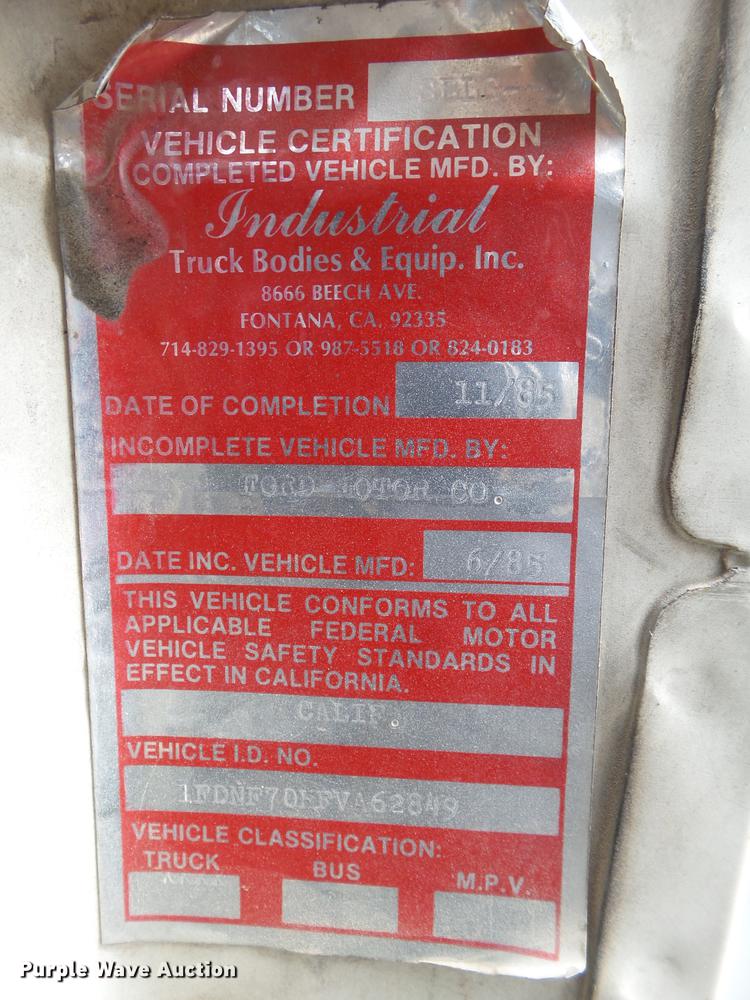 SERIAL NUMBER
VEHICLE CERTIFICATION
COMPLETED VEHICLE MFD. BY:
Industrial
Truck Bodies & Equip. Inc.
8666 BEECH AVE.
FONTANA, CA. 92335
714-829-1395 OR 987-5518 OR 824-0183
DATE OF COMPLETION 11/85
INCOMPLETE VEHICLE MFD. BY:
FORD MOTOR CO.
DATE INC. VEHICLE MFD: 6/85
THIS VEHICLE CONFORMS TO ALL
APPLICABLE FEDERAL MOTOR
VEHICLE SAFETY STANDARDS IN
EFFECT IN CALIFORNIA.
CALIF.
VEHICLE I.D. NO.
VEHICLE CLASSIFICATION:
TRUCK BUS M.P.V.
XXXX
Purple Wave Auction